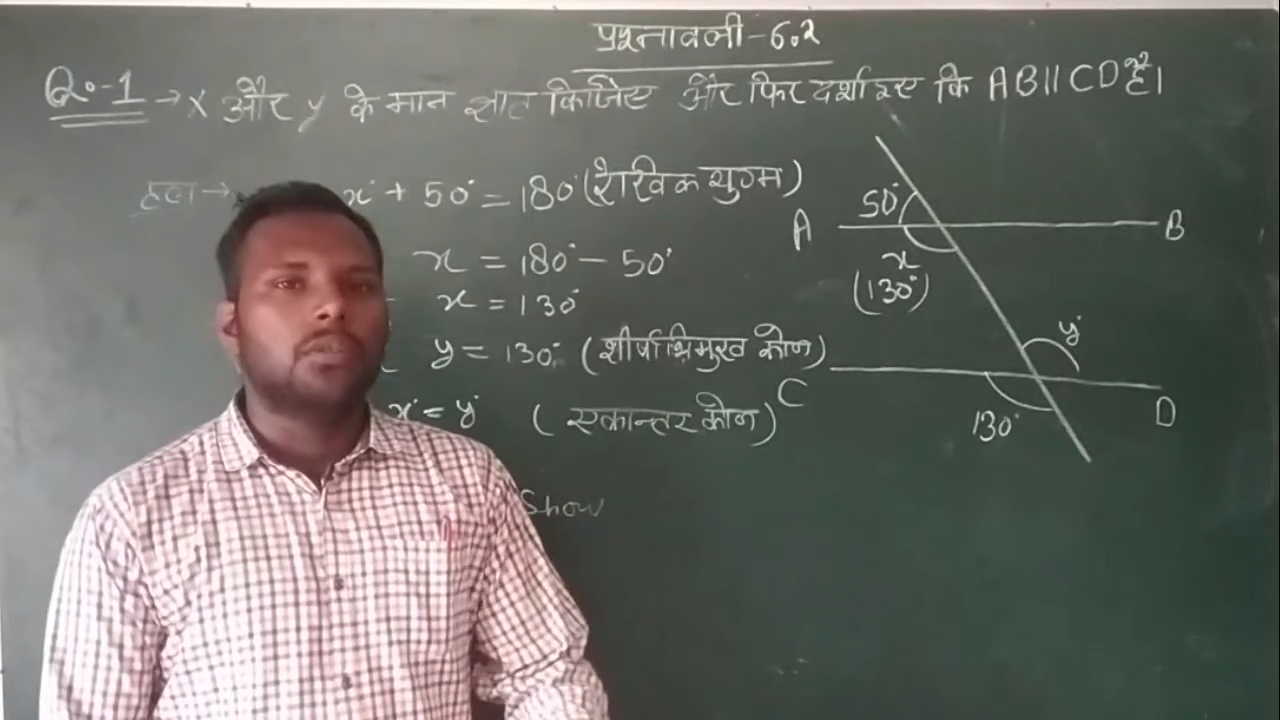 प्रश्नावली-6.2
Q.-1 → x और y के मान ज्ञात किजिए और फिर दर्शाइए कि AB||CD है।
हल → x° + 50° = 180° (रैखिक युग्म)
x = 180° - 50°
x = 130°
y = 130° (शीर्षाभिमुख कोण)
x° = y° (एकान्तर कोण)
Show
50°
A
B
x
(130°)
y°
C
D
130°